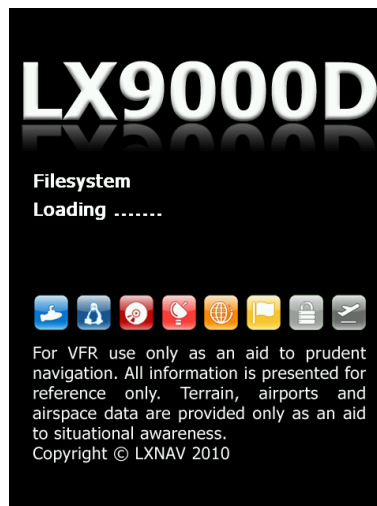 LX9000D
Filesystem
Loading .......
For VFR use only as an aid to prudent
navigation. All information is presented for
reference only. Terrain, airports and
airspace data are provided only as an aid
to situational awareness.
Copyright © LXNAV 2010